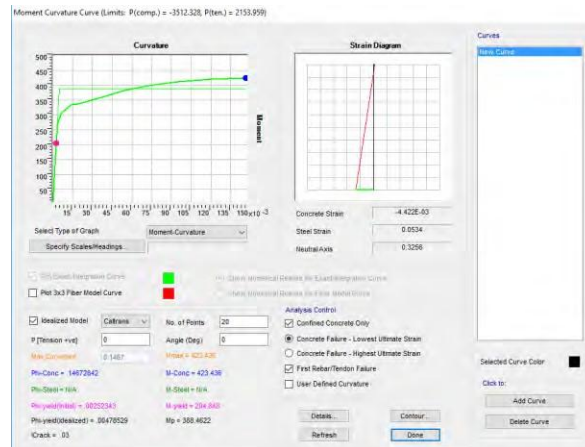 Moment Curvature Curve (Limits: P(comp.) = -3512.328, P(ten.) = 2153.959)
Curvature
500
450
400
350
300
250
200
150
100
50
15 30 45 60 75 90 105 120 135 150 x10 -3
Moment
Select Type of Graph
Moment-Curvature
Specify Scales/Headings...
Strain Diagram
Concrete Strain
-4.422E-03
Steel Strain
0.0534
Neutral Axis
0.3256
Curves
New Curve
Plot Exact-Integration Curve
Plot 3x3 Fiber Model Curve
Idealized Model
Caltrans
No. of Points
20
P [Tension +ve]
0
Angle (Deg)
0
Max Curvature
0.1467
Mmax = 423.436
Phi-Conc = .14672842
M-Conc = 423.436
Phi-Steel = N/A
M-Steel = N/A
Phi-yield(Initial) = .00252343
Phi-yield(Idealized) = .00478529
Mp = 388.4622
ICrack = .03
Analysis Control
Confined Concrete Only
Concrete Failure - Lowest Ultimate Strain
Concrete Failure - Highest Ultimate Strain
First Rebar/Tendon Failure
User Defined Curvature
Details...
Contour...
Refresh
Done
Selected Curve Color
Click to:
Add Curve
Delete Curve